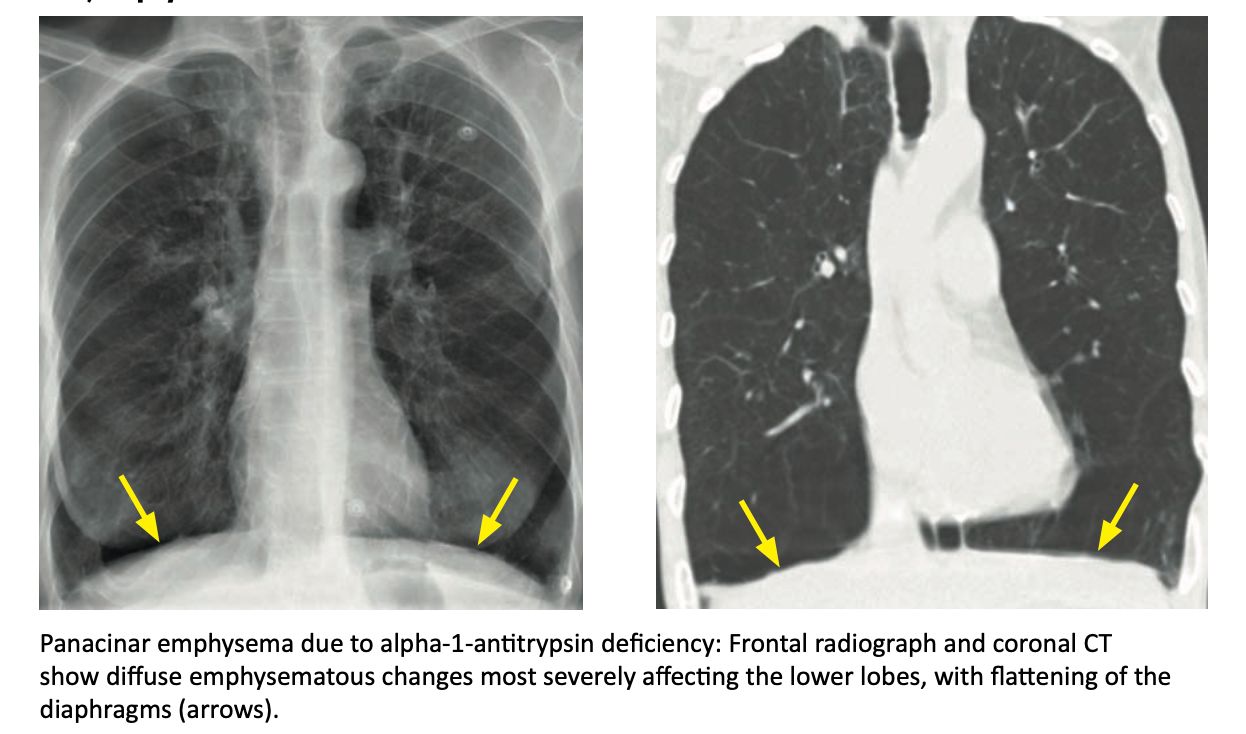 Panacinar emphysema due to alpha-1-antitrypsin deficiency: Frontal radiograph and coronal CT
show diffuse emphysematous changes most severely affecting the lower lobes, with flattening of the
diaphragms (arrows).